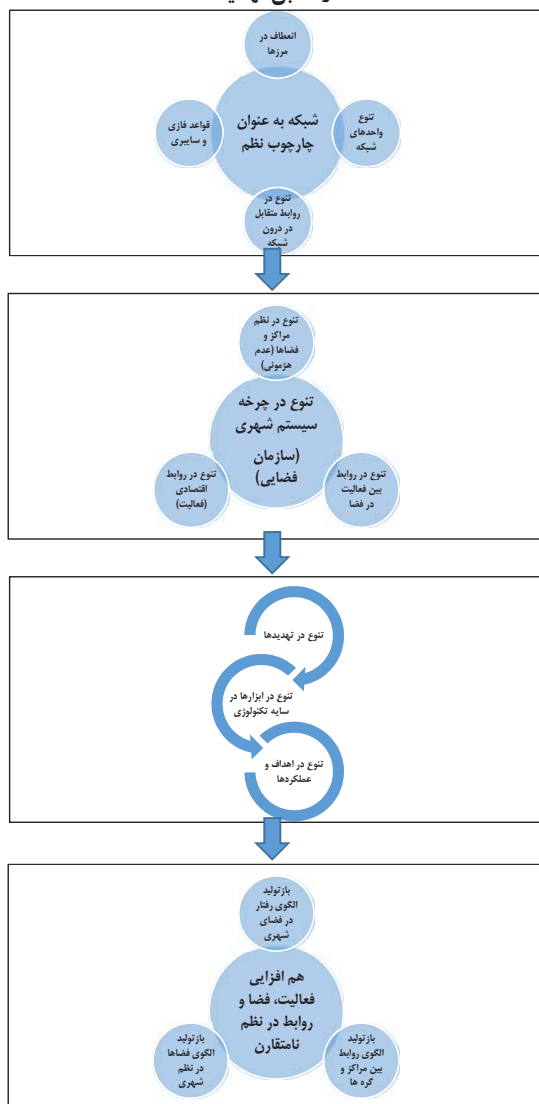 انعطاف در
مرزها
شبکه به عنوان
چارچوب نظم
تنوع
واحدهای
شبکه
قواعد فازی
و سایبری
تنوع در
روابط متقابل
در درون
شبکه
تنوع در نظم
مراکز و
فضاها (عدم
هژمونی)
تنوع در چرخه
سیستم شهری
(سازمان
فضایی)
تنوع در روابط
بین فعالیت
در فضا
تنوع در روابط
اقتصادی
(فعالیت)
تنوع در تهدیدها
تنوع در ابزارها در
سایه تکنولوژی
تنوع در اهداف و
عملکردها
بازتولید
الگوی رفتار
در فضای
شهری
هم افزایی
فعالیت، فضا و
روابط در نظم
نامتقارن
بازتولید
الگوی روابط
بین مراکز و
گره ها
بازتولید
الگوی فضاها
در نظم
شهری